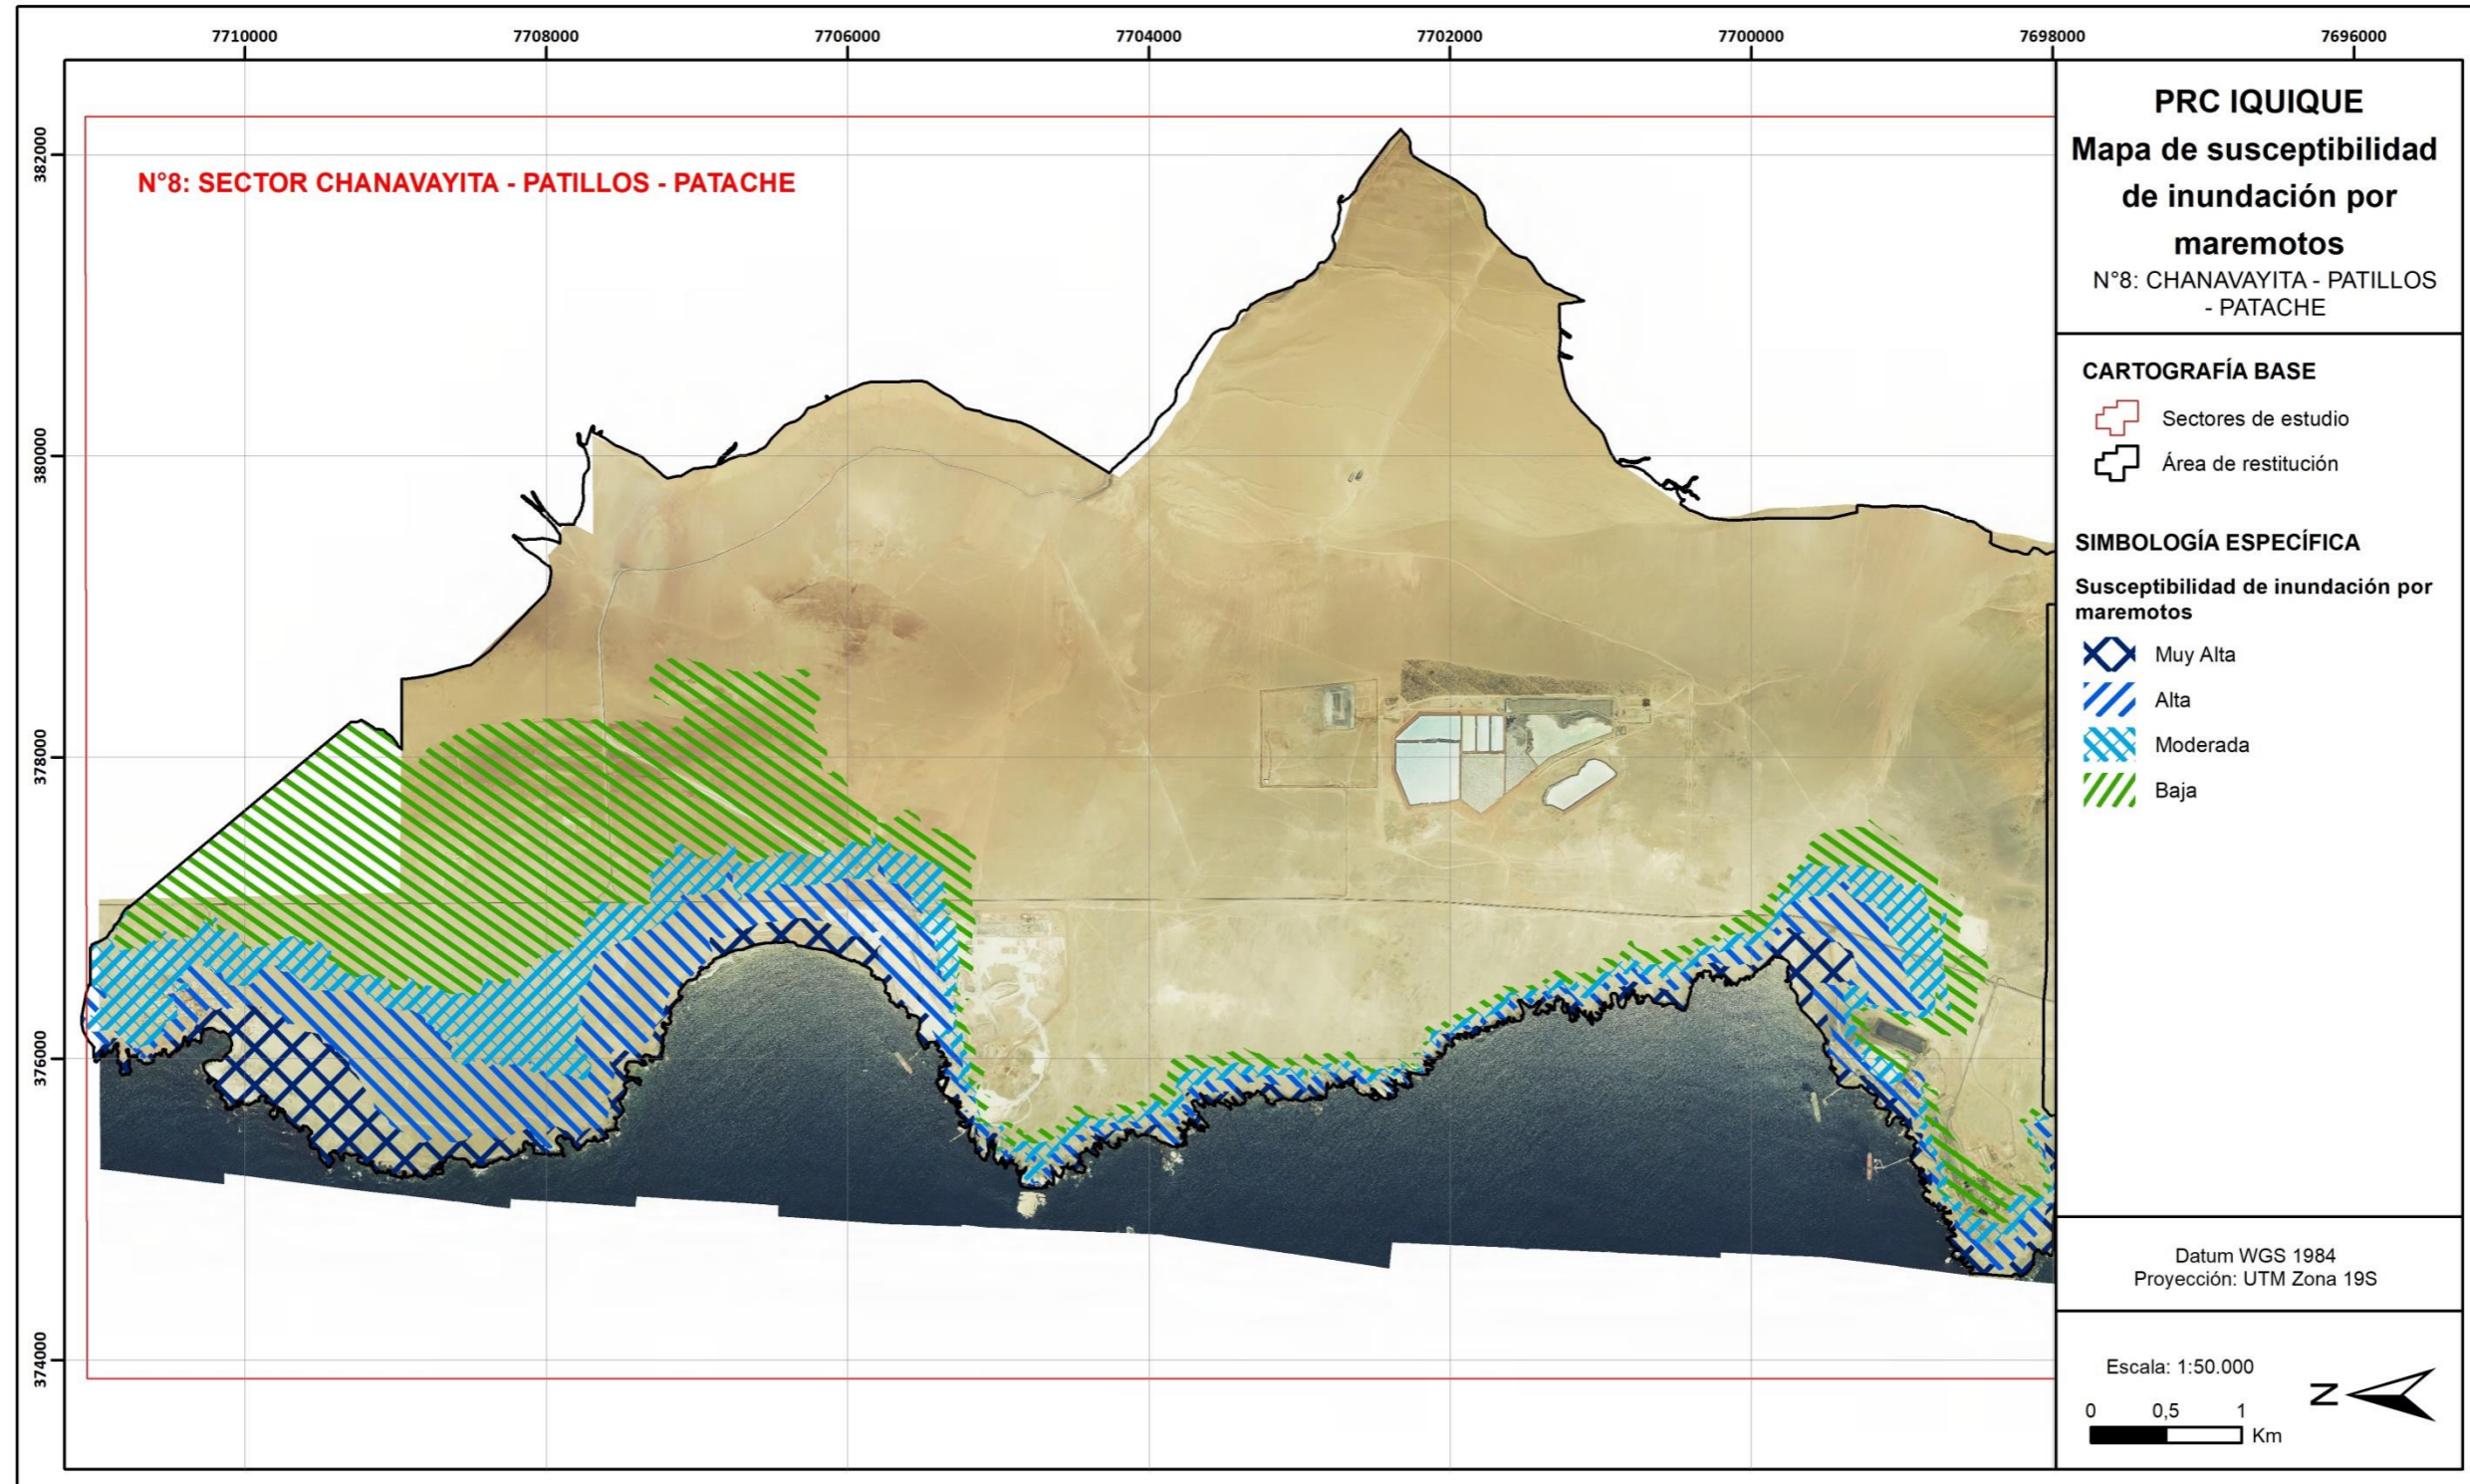 7710000
7708000
7706000
7704000
7702000
7700000
7698000
7696000
382000
380000
378000
376000
374000
N°8: SECTOR CHANAVAYITA - PATILLOS - PATACHE
PRC IQUIQUE
Mapa de susceptibilidad
de inundación por
maremotos
N°8: CHANAVAYITA - PATILLOS
- PATACHE
CARTOGRAFÍA BASE
Sectores de estudio
Área de restitución
SIMBOLOGÍA ESPECÍFICA
Susceptibilidad de inundación por
maremotos
Muy Alta
Alta
Moderada
Baja
Datum WGS 1984
Proyección: UTM Zona 19S
Escala: 1:50.000
0 0,5 1
Km
N